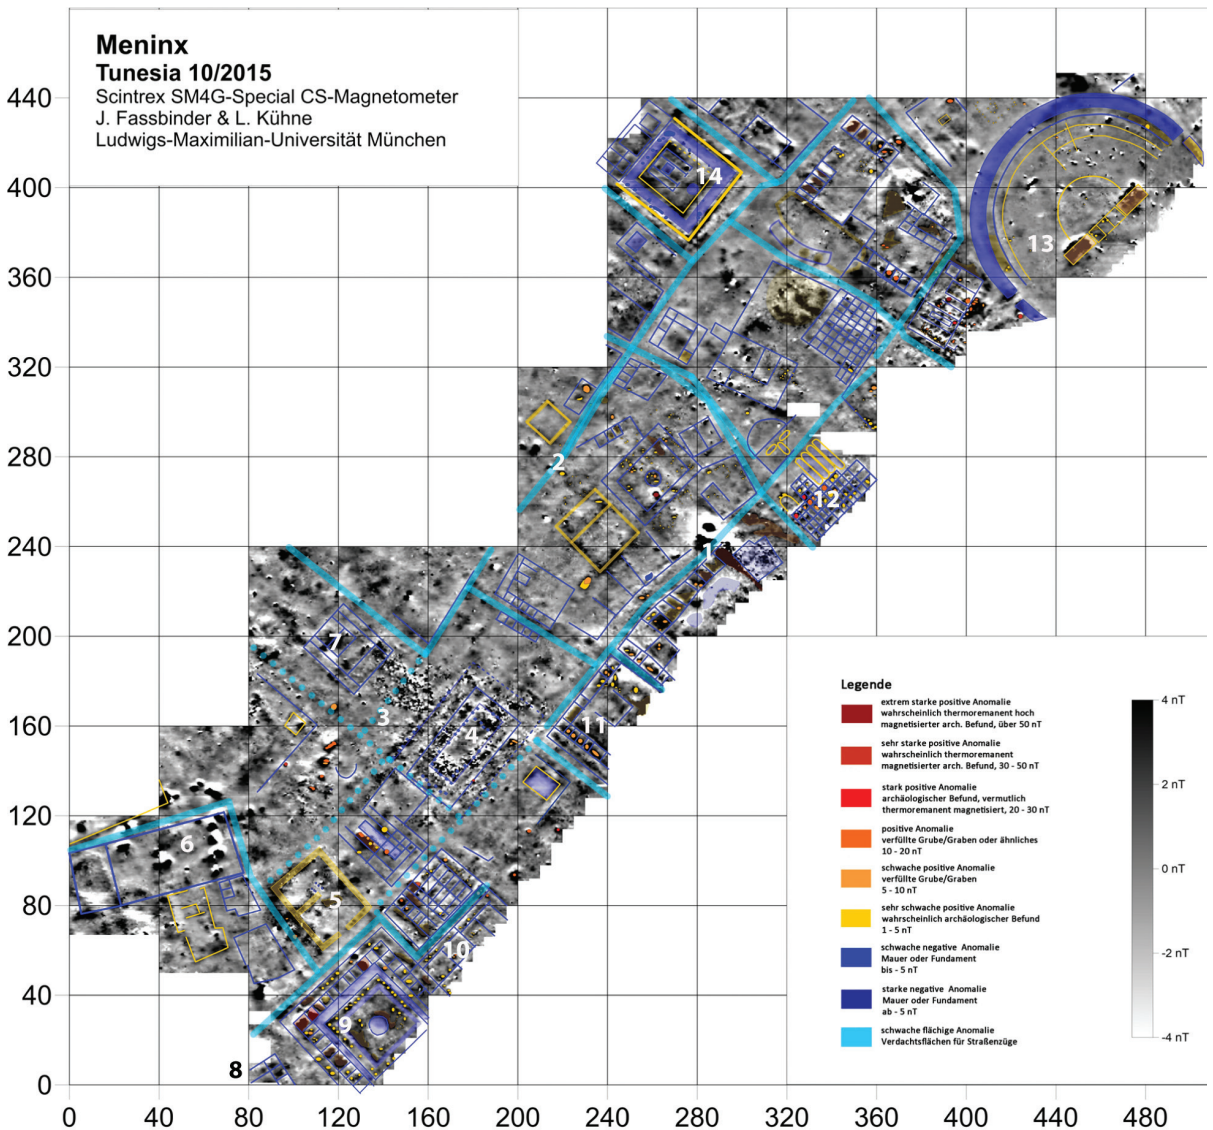 Meninx
Tunesia 10/2015
Scintrex SM4G-Special CS-Magnetometer
J. Fassbinder & L. Kühne
Ludwigs-Maximilian-Universität München
440
400
360
320
280
240
200
160
120
80
40
0
0 40 80 120 160 200 240 280 320 360 400 440 480
14
13
2
12
1
7
3
4
11
6
5
10
9
8
Legende
extrem starke positive Anomalie
wahrscheinlich thermoremanent hoch
magnetisierter arch. Befund, über 50 nT
sehr starke positive Anomalie
wahrscheinlich thermoremanent
magnetisierter arch. Befund, 30 - 50 nT
stark positive Anomalie
archäologischer Befund, vermutlich
thermoremanent magnetisiert, 20 - 30 nT
positive Anomalie
verfüllte Grube/Graben oder ähnliches
10 - 20 nT
schwache positive Anomalie
verfüllte Grube/Graben
5 - 10 nT
sehr schwache positive Anomalie
wahrscheinlich archäologischer Befund
1 - 5 nT
schwache negative Anomalie
Mauer oder Fundament
bis - 5 nT
starke negative Anomalie
Mauer oder Fundament
ab - 5 nT
schwache flächige Anomalie
Verdachtsflächen für Straßenzüge
4 nT
2 nT
0 nT
-2 nT
-4 nT